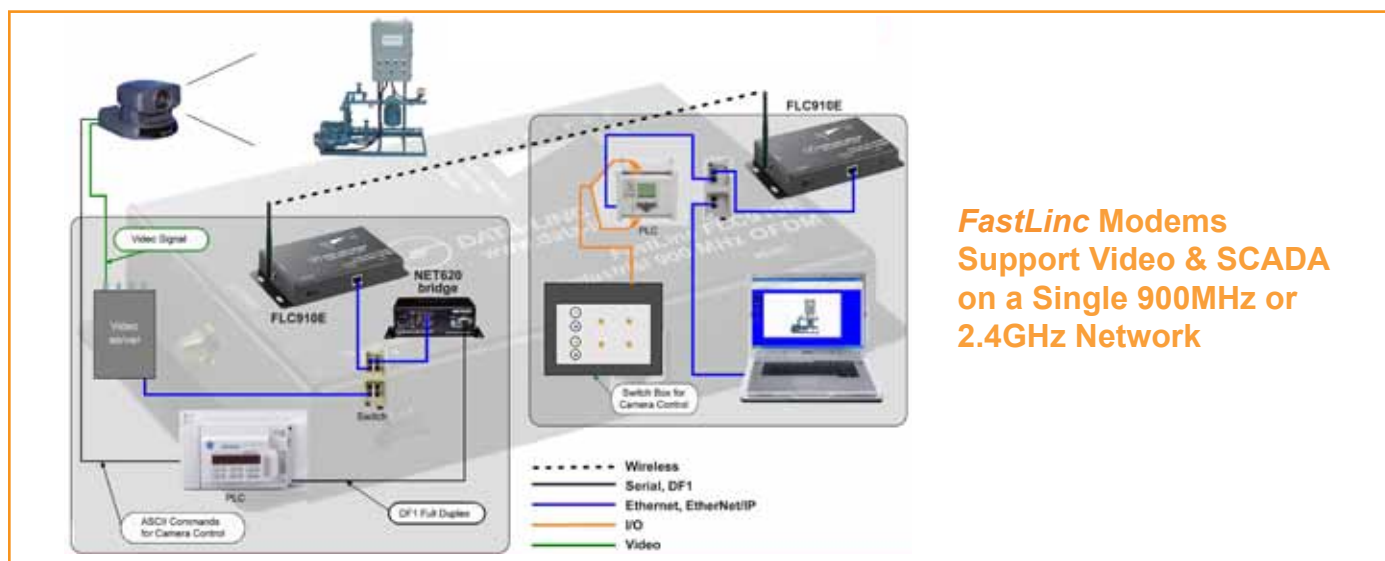 FLC910E
Video Signal
NET620
bridge
FLC910E
Video
server
Switch
PLC
ASCII Commands
for Camera Control
DF1 Full Duplex
PLC
Switch Box for
Camera Control
Wireless
Serial, DF1
Ethernet, EtherNet/IP
I/O
Video
FastLinc Modems
Support Video & SCADA
on a Single 900MHz or
2.4GHz Network